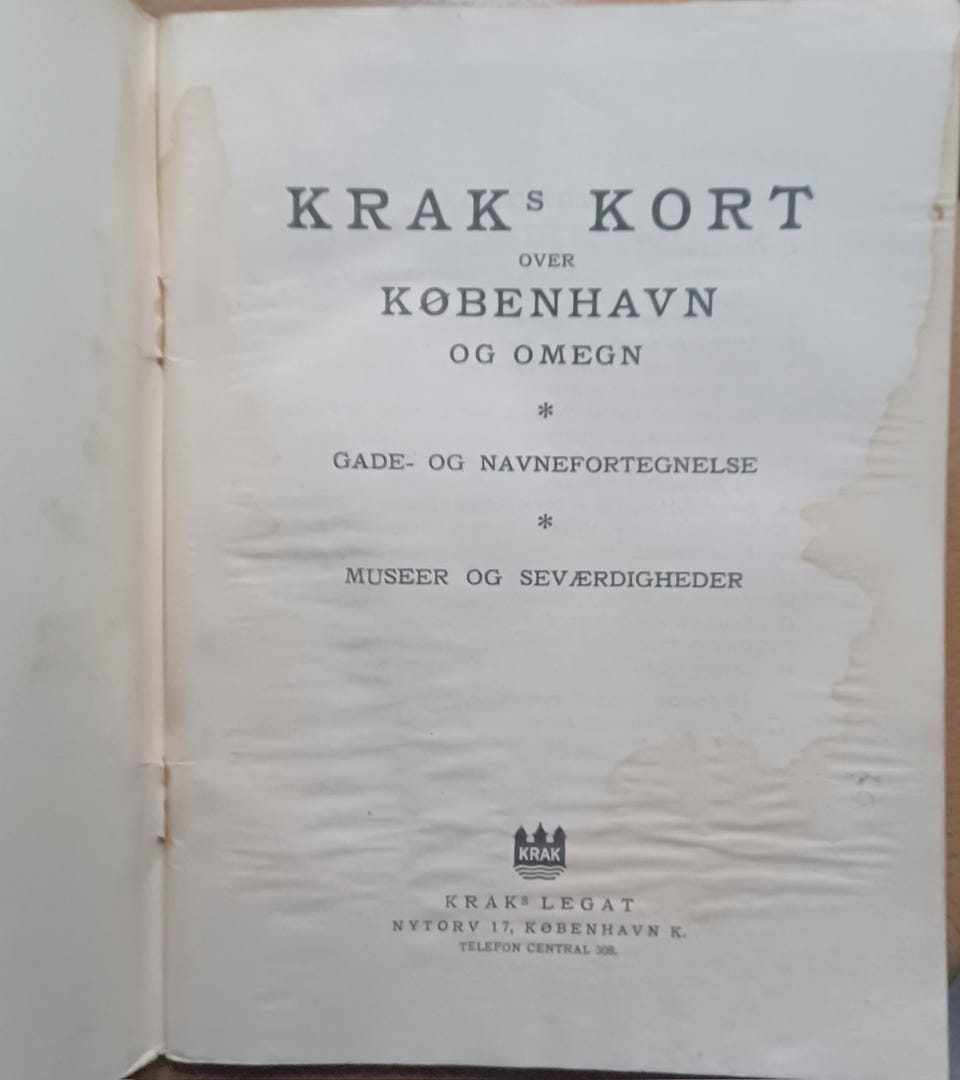 KRAKˢ KORT
OVER
KØBENHAVN
OG OMEGN
*
GADE- OG NAVNEFORTEGNELSE
*
MUSEER OG SEVÆRDIGHEDER
KRAK
KRAKˢ LEGAT
NYTORV 17, KØBENHAVN K.
TELEFON CENTRAL 308.